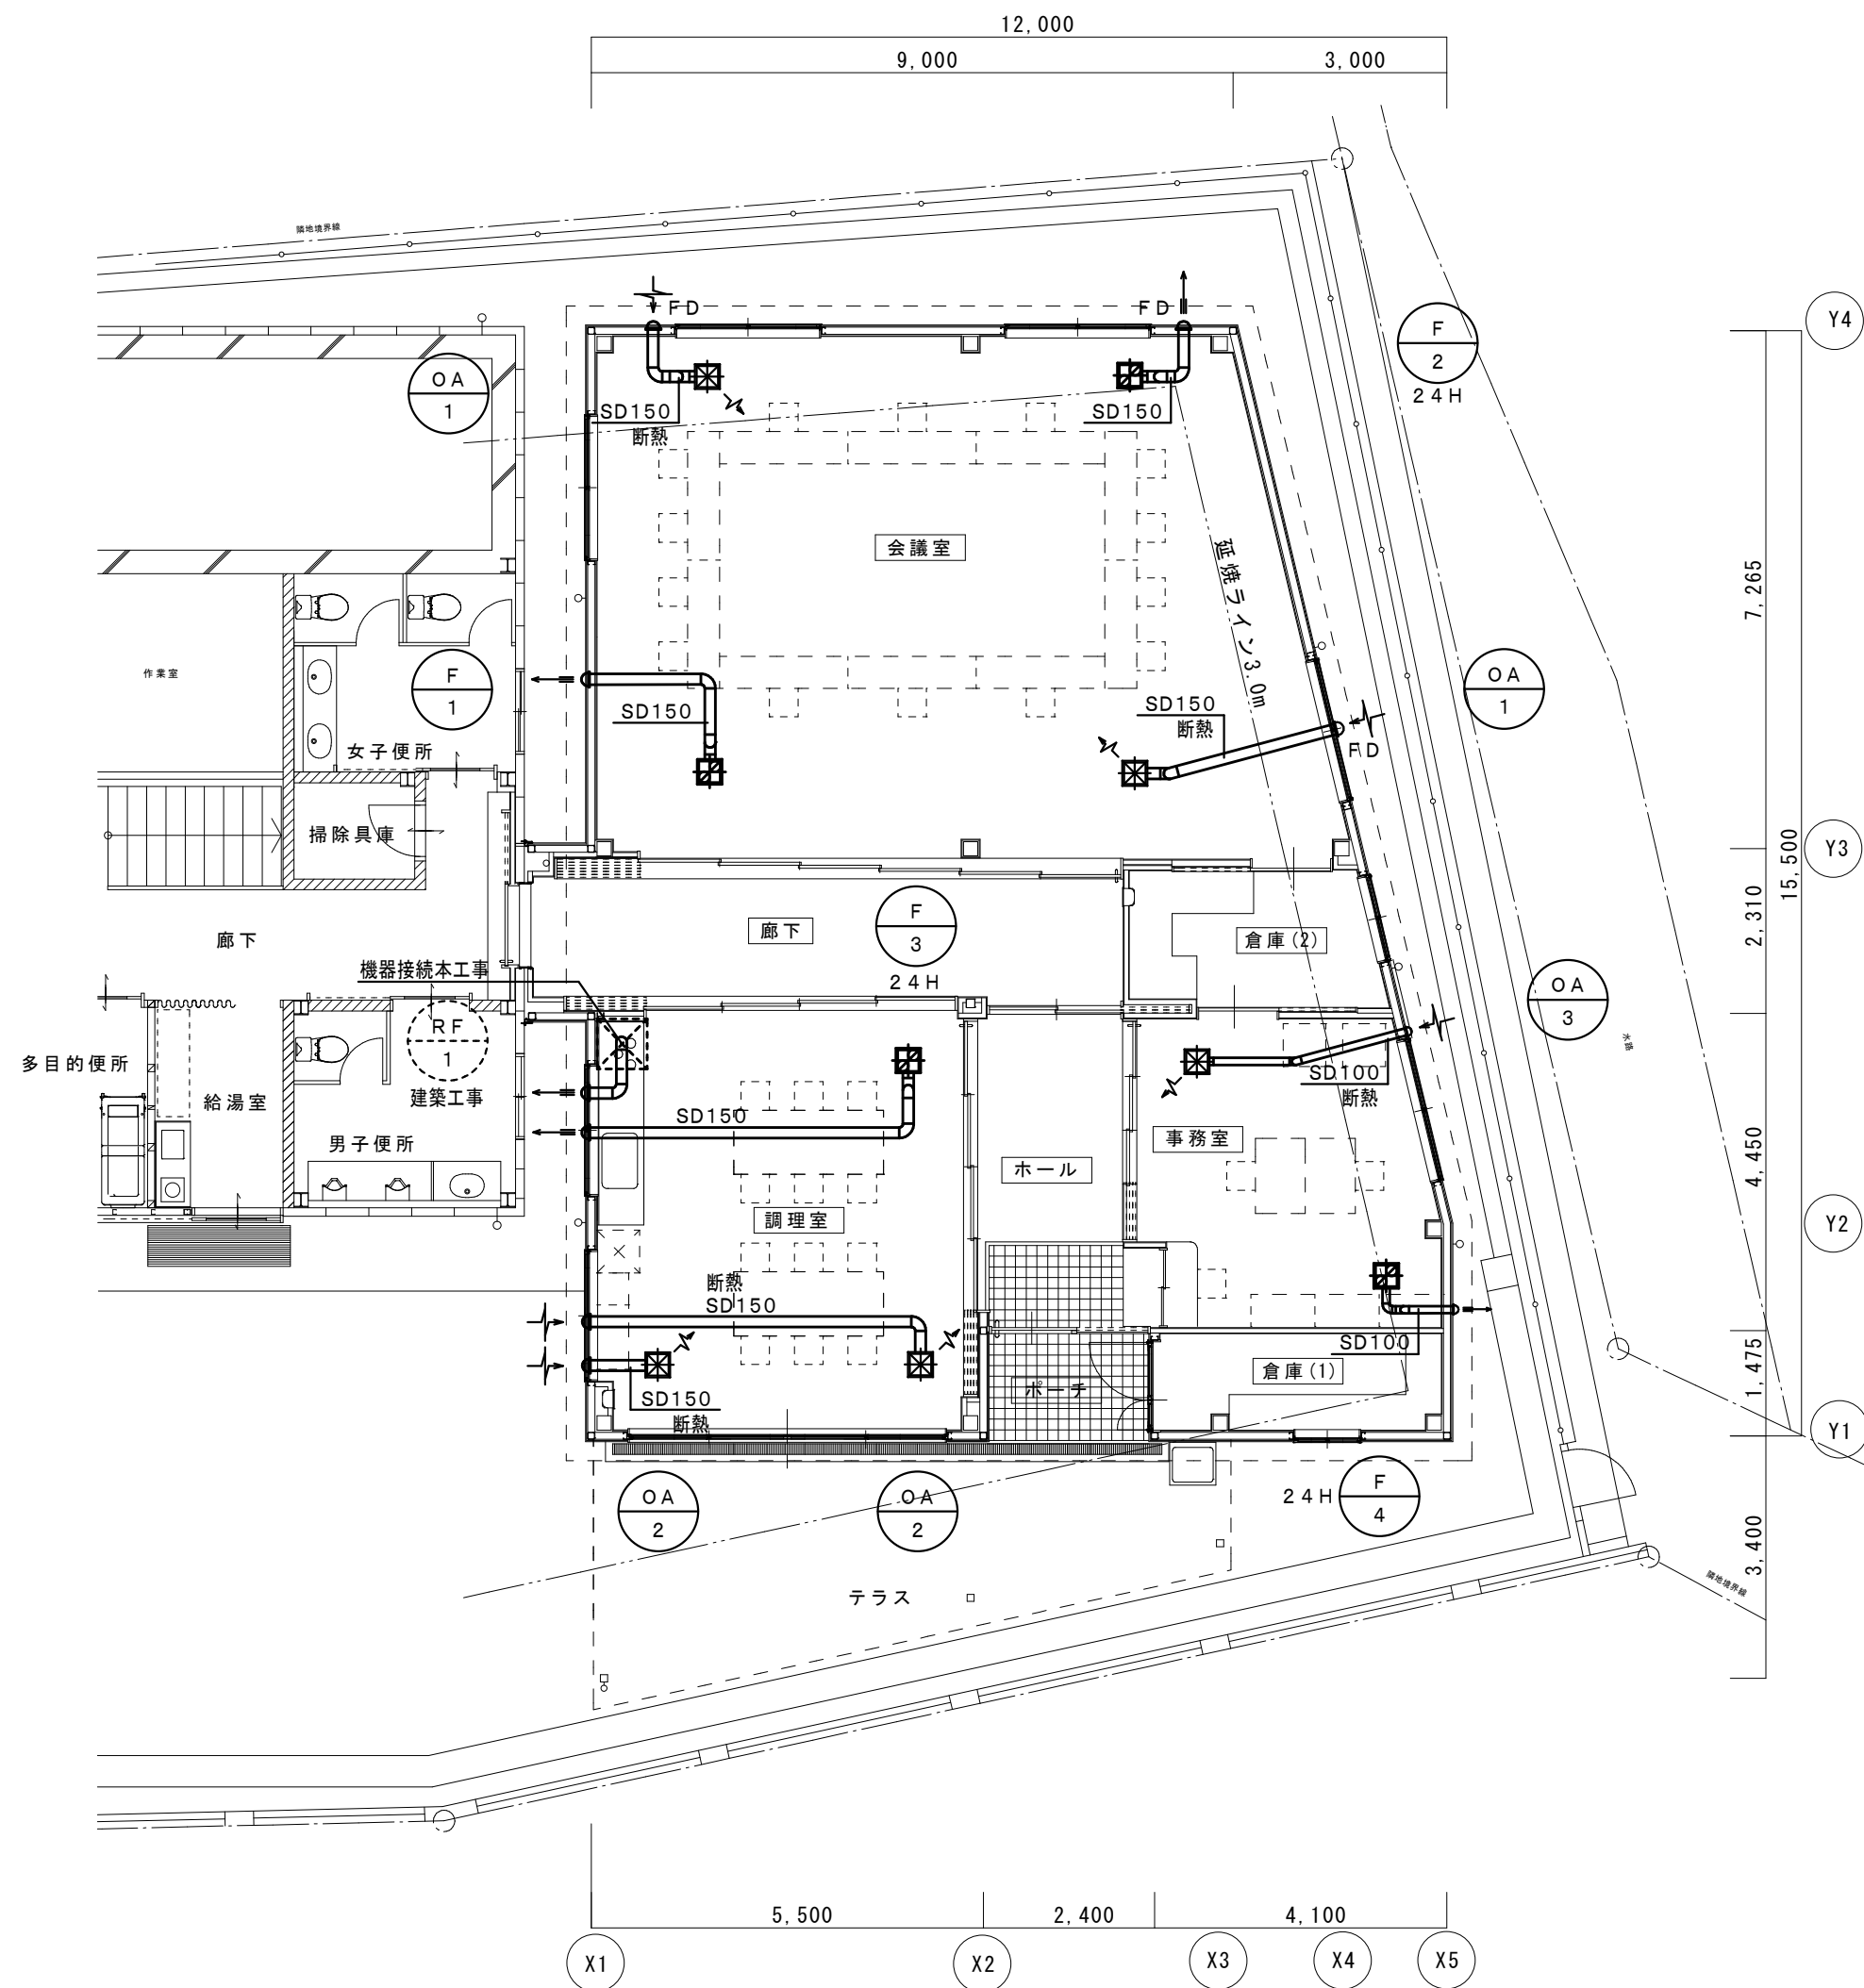 12,000
9,000
3,000
隣地境界線
FD
FD
Y4
OA
1
F
2
24H
SD150
断熱
SD150
会議室
延焼ライン3.0m
7,265
作業室
F
1
女子便所
SD150
SD150
断熱
FD
OA
1
掃除具庫
Y3
15,500
2,310
廊下
廊下
F
3
24H
倉庫(2)
機器接続本工事
OA
3
水路
RF
1
建築工事
多目的便所
給湯室
男子便所
SD150
SD100
断熱
事務室
ホール
4,450
調理室
Y2
断熱
SD150
SD100
1,475
倉庫(1)
ポーチ
SD150
断熱
Y1
OA
2
OA
2
24H
F
4
3,400
隣地境界線
テラス
5,500
2,400
4,100
X1
X2
X3
X4
X5